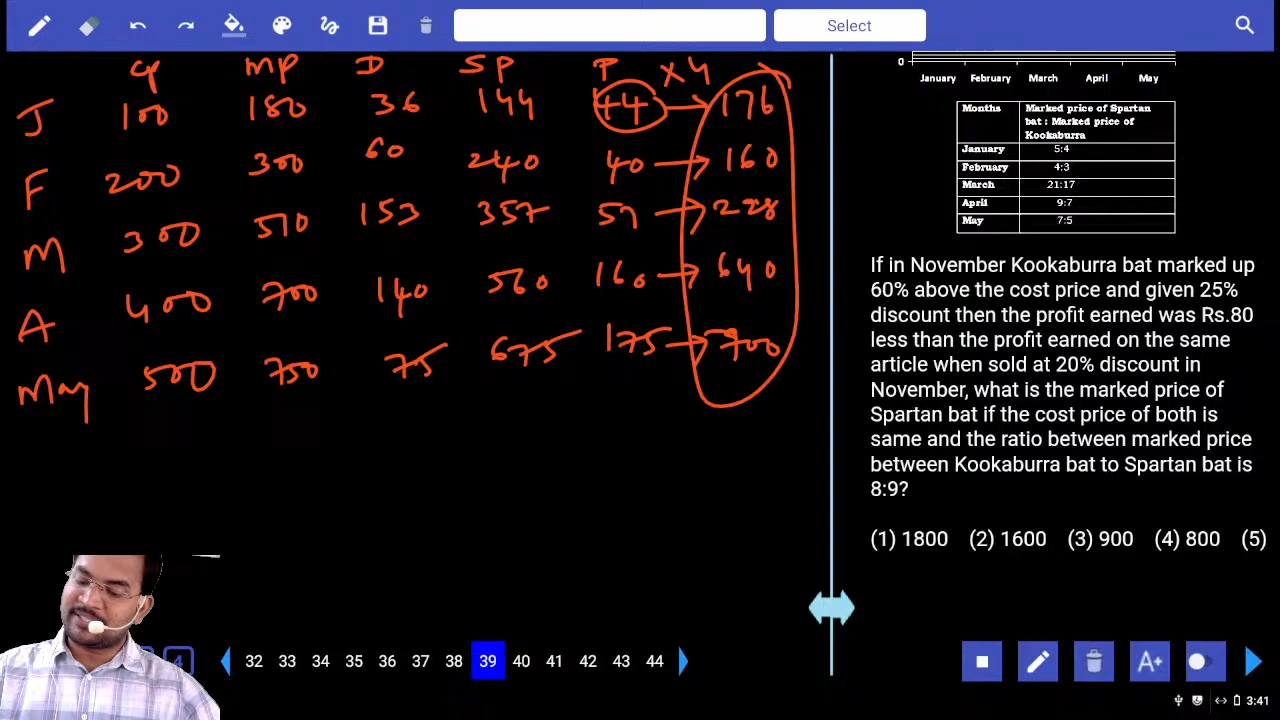 Select
CP MP D SP P x4
J 100 180 36 144 44 → 176
F 200 300 60 240 40 → 160
M 300 510 153 357 57 → 228
A 400 700 140 560 160 → 640
May 500 750 75 675 175 → 700
0
January February March April May
Months Marked price of Spartan bat : Marked price of Kookaburra
January 5:4
February 4:3
March 21:17
April 9:7
May 7:5
If in November Kookaburra bat marked up
60% above the cost price and given 25%
discount then the profit earned was Rs.80
less than the profit earned on the same
article when sold at 20% discount in
November, what is the marked price of
Spartan bat if the cost price of both is
same and the ratio between marked price
between Kookaburra bat to Spartan bat is
8:9?
(1) 1800 (2) 1600 (3) 900 (4) 800 (5)
4 32 33 34 35 36 37 38 39 40 41 42 43 44
A+
3:41